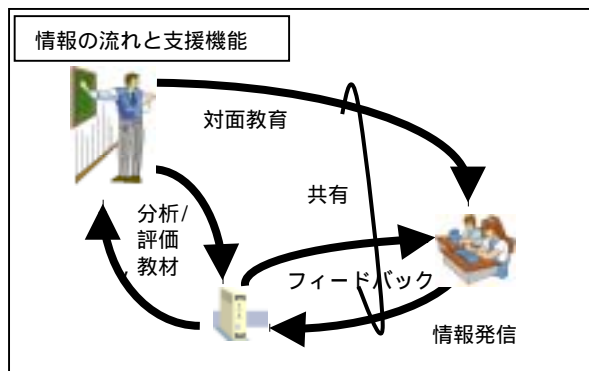 情報の流れと支援機能
対面教育
共有
分析/
評価
教材
フィードバック
情報発信